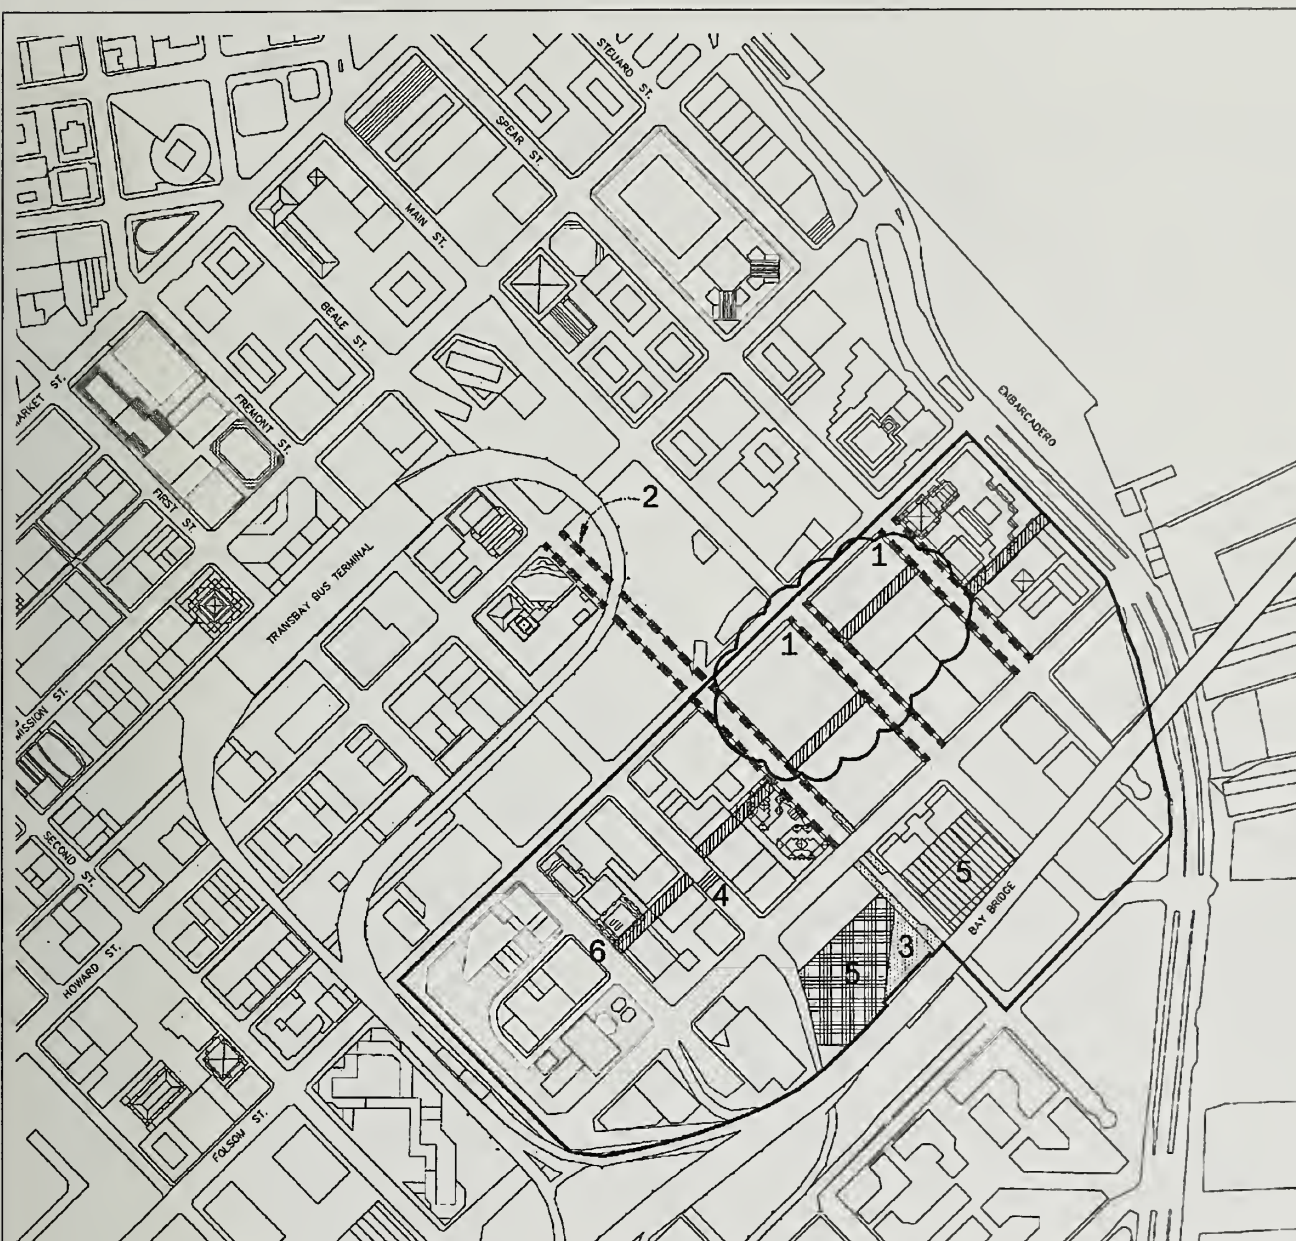 STEUARD ST.
SPEAR ST.
MAIN ST.
BEALE ST.
FREMONT ST.
FIRST ST.
ARKET ST.
EMBARCADERO
TRANSBAY BUS TERMINAL
MISSION ST.
SECOND ST.
HOWARD ST.
FOLSOM ST.
BAY BRIDGE
2
1
1
5
4
3
5
6